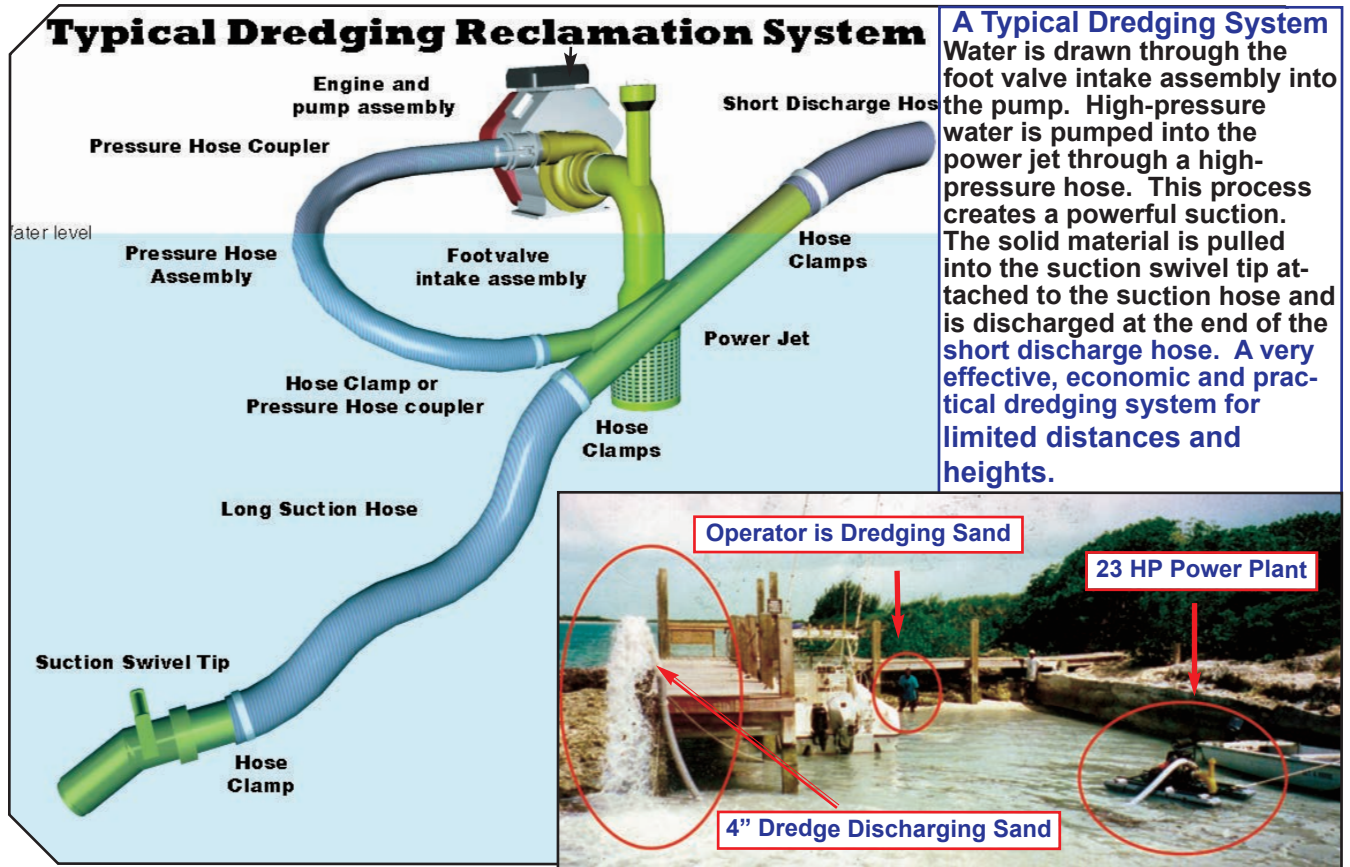 Typical Dredging Reclamation System
Engine and
pump assembly
Short Discharge Hos
Pressure Hose Coupler
ater level
Pressure Hose
Assembly
Footvalve
intake assembly
Hose
Clamps
Power Jet
Hose Clamp or
Pressure Hose coupler
Hose
Clamps
Long Suction Hose
Suction Swivel Tip
Hose
Clamp
A Typical Dredging System
Water is drawn through the
foot valve intake assembly into
the pump. High-pressure
water is pumped into the
power jet through a high-
pressure hose. This process
creates a powerful suction.
The solid material is pulled
into the suction swivel tip at-
tached to the suction hose and
is discharged at the end of the
short discharge hose. A very
effective, economic and prac-
tical dredging system for
limited distances and
heights.
Operator is Dredging Sand
23 HP Power Plant
4” Dredge Discharging Sand